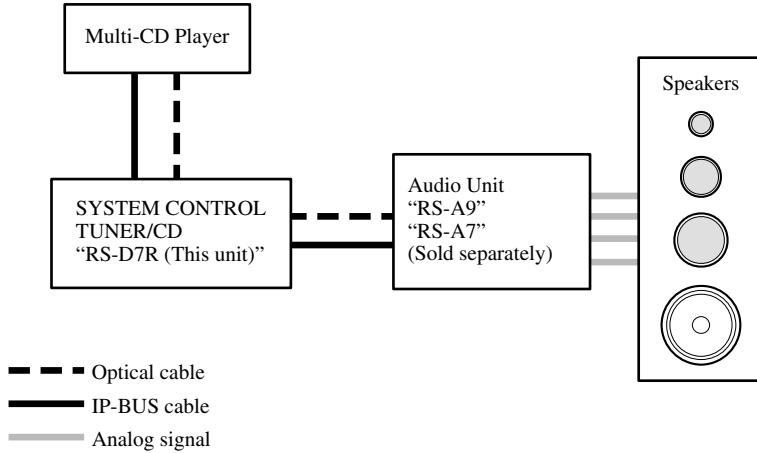 Multi-CD Player
SYSTEM CONTROL
TUNER/CD
“RS-D7R (This unit)”
Audio Unit
“RS-A9”
“RS-A7”
(Sold separately)
Speakers
Optical cable
IP-BUS cable
Analog signal